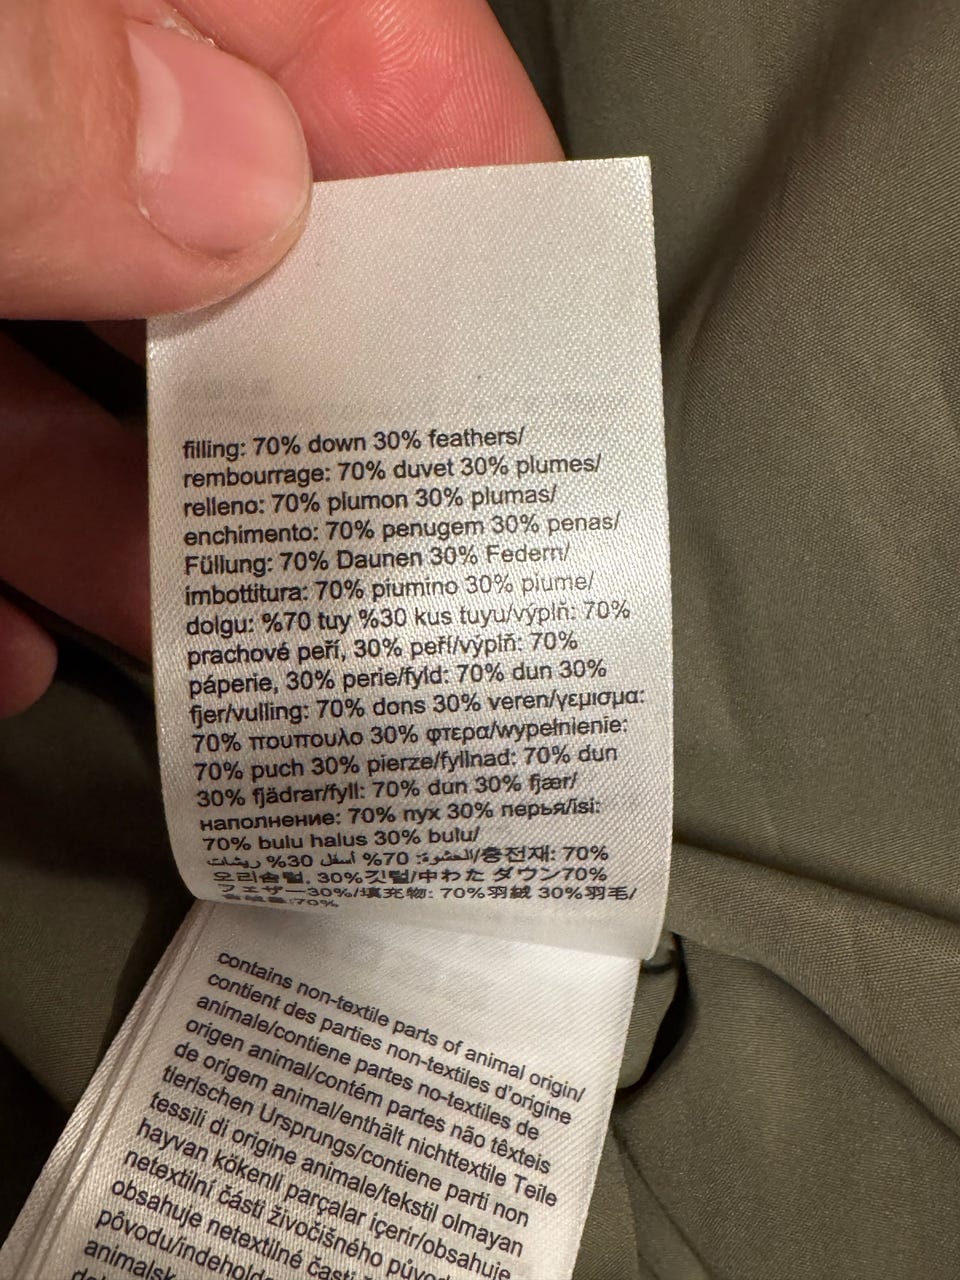 filling: 70% down 30% feathers/
rembourrage: 70% duvet 30% plumes/
relleno: 70% plumon 30% plumas/
enchimento: 70% penugem 30% penas/
Füllung: 70% Daunen 30% Federn/
imbottitura: 70% piumino 30% piume/
dolgu: %70 tuy %30 kus tuyu/výplň: 70%
prachové peří, 30% peří/výplň: 70%
páperie, 30% perie/fyld: 70% dun 30%
fjer/vulling: 70% dons 30% veren/γεμισμα:
70% πουπουλο 30% φτερα/wypełnienie:
70% puch 30% pierze/fyllnad: 70% dun
30% fjädrar/fyll: 70% dun 30% fjær/
наполнение: 70% пух 30% перья/isi:
70% bulu halus 30% bulu/
الحشوة: 70% أسفل 30% ريشات/충전재: 70%
오리솜털, 30%깃털/中わた ダウン70%
フェザー30%/填充物: 70%羽絨 30%羽毛/
:70%
contains non-textile parts of animal origin/
contient des parties non-textiles d'origine
animale/contiene partes no-textiles de
origen animal/contém partes não têxteis
de origem animal/enthält nichttextile Teile
tierischen Ursprungs/contiene parti non
tessili di origine animale/tekstil olmayan
hayvan kökenli parçalar içerir/obsahuje
netextilní části živočišného původ
obsahuje netextilné časti
pôvodu/indeholde
animalsk